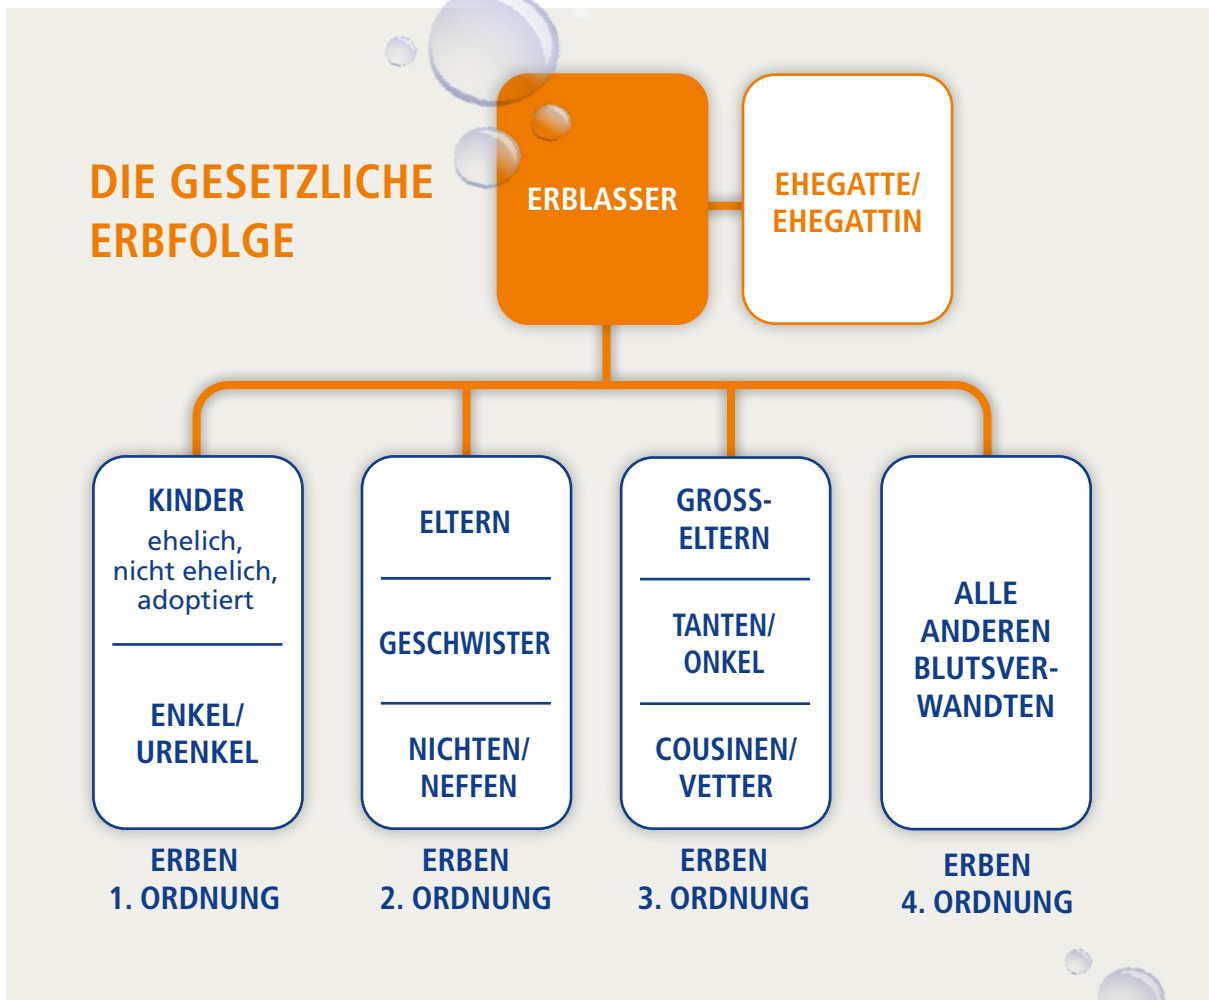 DIE GESETZLICHE
ERBFOLGE
ERBLASSER
EHEGATTE/
EHEGATTIN
KINDER
ehelich,
nicht ehelich,
adoptiert
ENKEL/
URENKEL
ERBEN
1. ORDNUNG
ELTERN
GESCHWISTER
NICHTEN/
NEFFEN
ERBEN
2. ORDNUNG
GROSS-
ELTERN
TANTEN/
ONKEL
COUSINEN/
VETTER
ERBEN
3. ORDNUNG
ALLE
ANDEREN
BLUTSVER-
WANDTEN
ERBEN
4. ORDNUNG